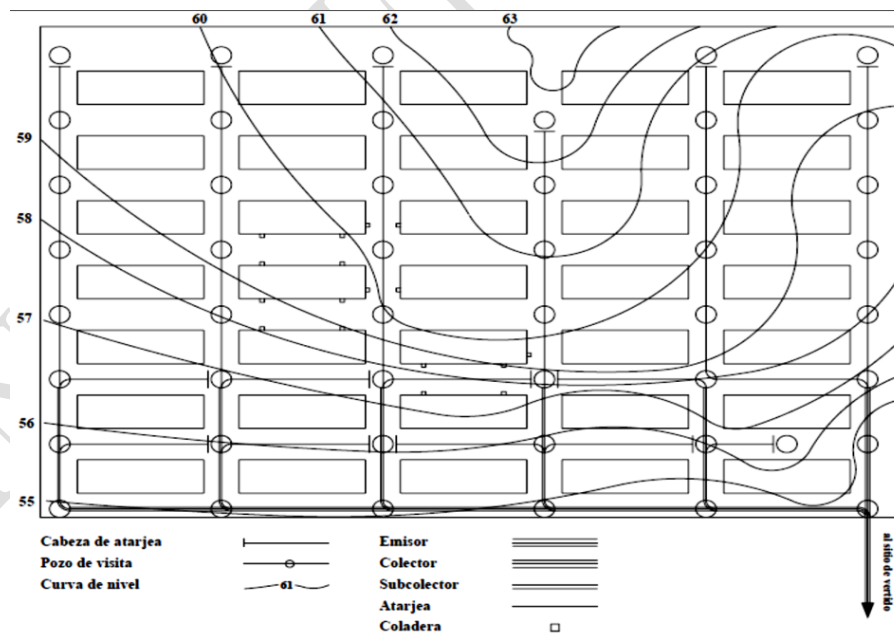 60 61 62 63
59
58
57
56
55
Cabeza de atarjea
Pozo de visita
Curva de nivel
61
Emisor
Colector
Subcolector
Atarjea
Coladera
al sitio de vertido